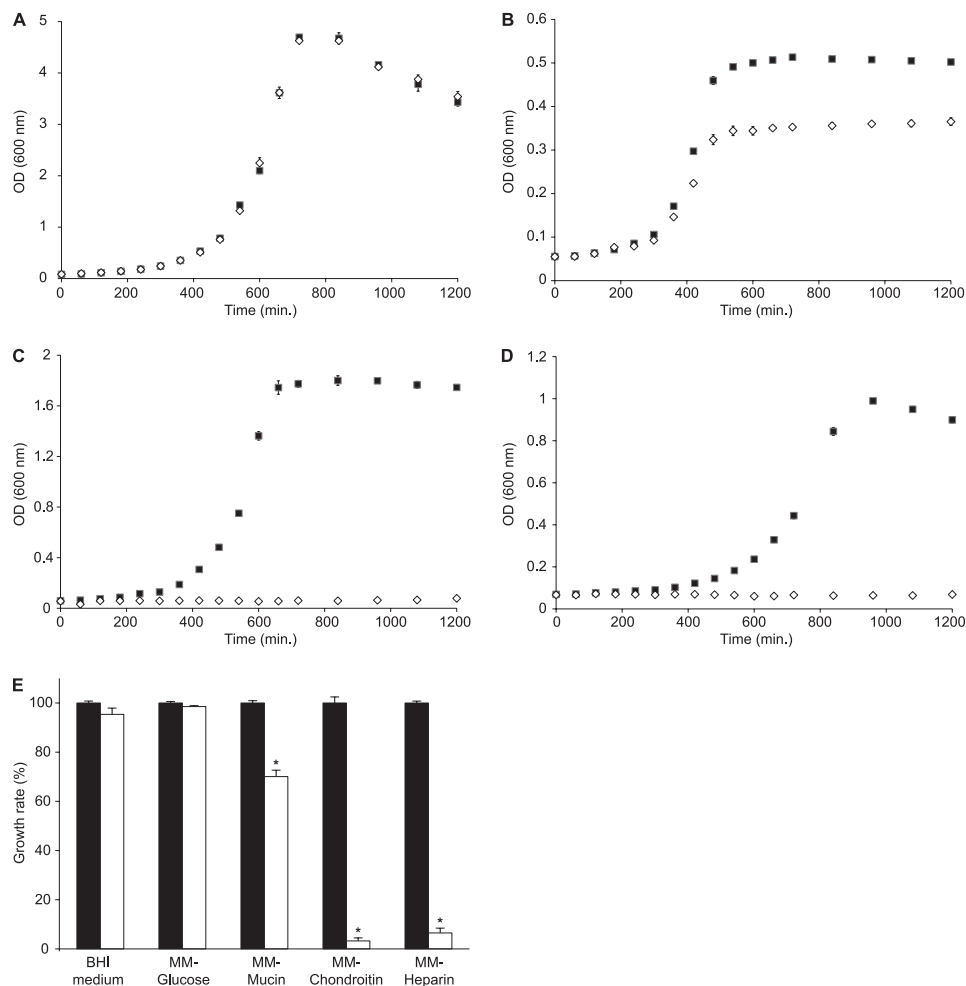 A
B
5
4
3
2
1
0
OD (600 nm)
0 200 400 600 800 1000 1200
Time (min.)
0.6
0.5
0.4
0.3
0.2
0.1
0
OD (600 nm)
0 200 400 600 800 1000 1200
Time (min.)
C
D
2
1.6
1.2
0.8
0.4
0
OD (600 nm)
0 200 400 600 800 1000 1200
Time (min.)
1.2
1
0.8
0.6
0.4
0.2
0
OD (600 nm)
0 200 400 600 800 1000 1200
Time (min.)
E
100
80
60
40
20
0
Growth rate (%)
* * *
BHI medium
MM-Glucose
MM-Mucin
MM-Chondroitin
MM-Heparin